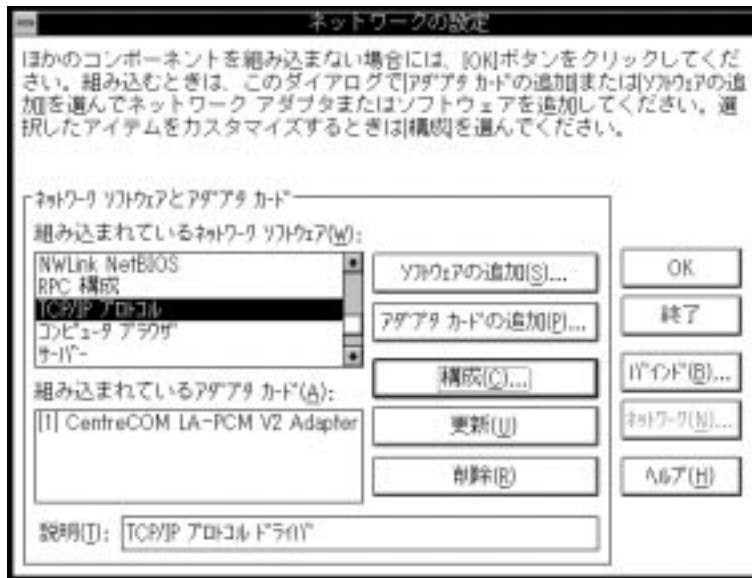 ネットワークの設定
ほかのコンポーネントを組み込まない場合には、[OK]ボタンをクリックしてくだ
さい。組み込むときは、このダイアログで[ｱﾀﾞﾌﾟﾀ ｶｰﾄﾞの追加]または[ｿﾌﾄｳｪｱの追
加]を選んでネットワーク アダプタまたはソフトウェアを追加してください。選
択したアイテムをカスタマイズするときは[構成]を選んでください。
ﾈｯﾄﾜｰｸ ｿﾌﾄｳｪｱとｱﾀﾞﾌﾟﾀ ｶｰﾄﾞ
組み込まれているﾈｯﾄﾜｰｸ ｿﾌﾄｳｪｱ(W):
NWLink NetBIOS
RPC 構成
TCP/IP ﾌﾟﾛﾄｺﾙ
ｺﾝﾋﾟｭｰﾀ ﾌﾞﾗｳｻﾞ
ｻｰﾊﾞｰ
ｿﾌﾄｳｪｱの追加(S)...
ｱﾀﾞﾌﾟﾀ ｶｰﾄﾞの追加(P)...
構成(C)...
更新(U)
削除(R)
OK
終了
ﾊﾞｲﾝﾄﾞ(B)...
ﾈｯﾄﾜｰｸ(N)...
ﾍﾙﾌﾟ(H)
組み込まれているｱﾀﾞﾌﾟﾀ ｶｰﾄﾞ(A):
[1] CentreCOM LA-PCM V2 Adapter
説明(T): TCP/IP ﾌﾟﾛﾄｺﾙ ﾄﾞﾗｲﾊﾞ